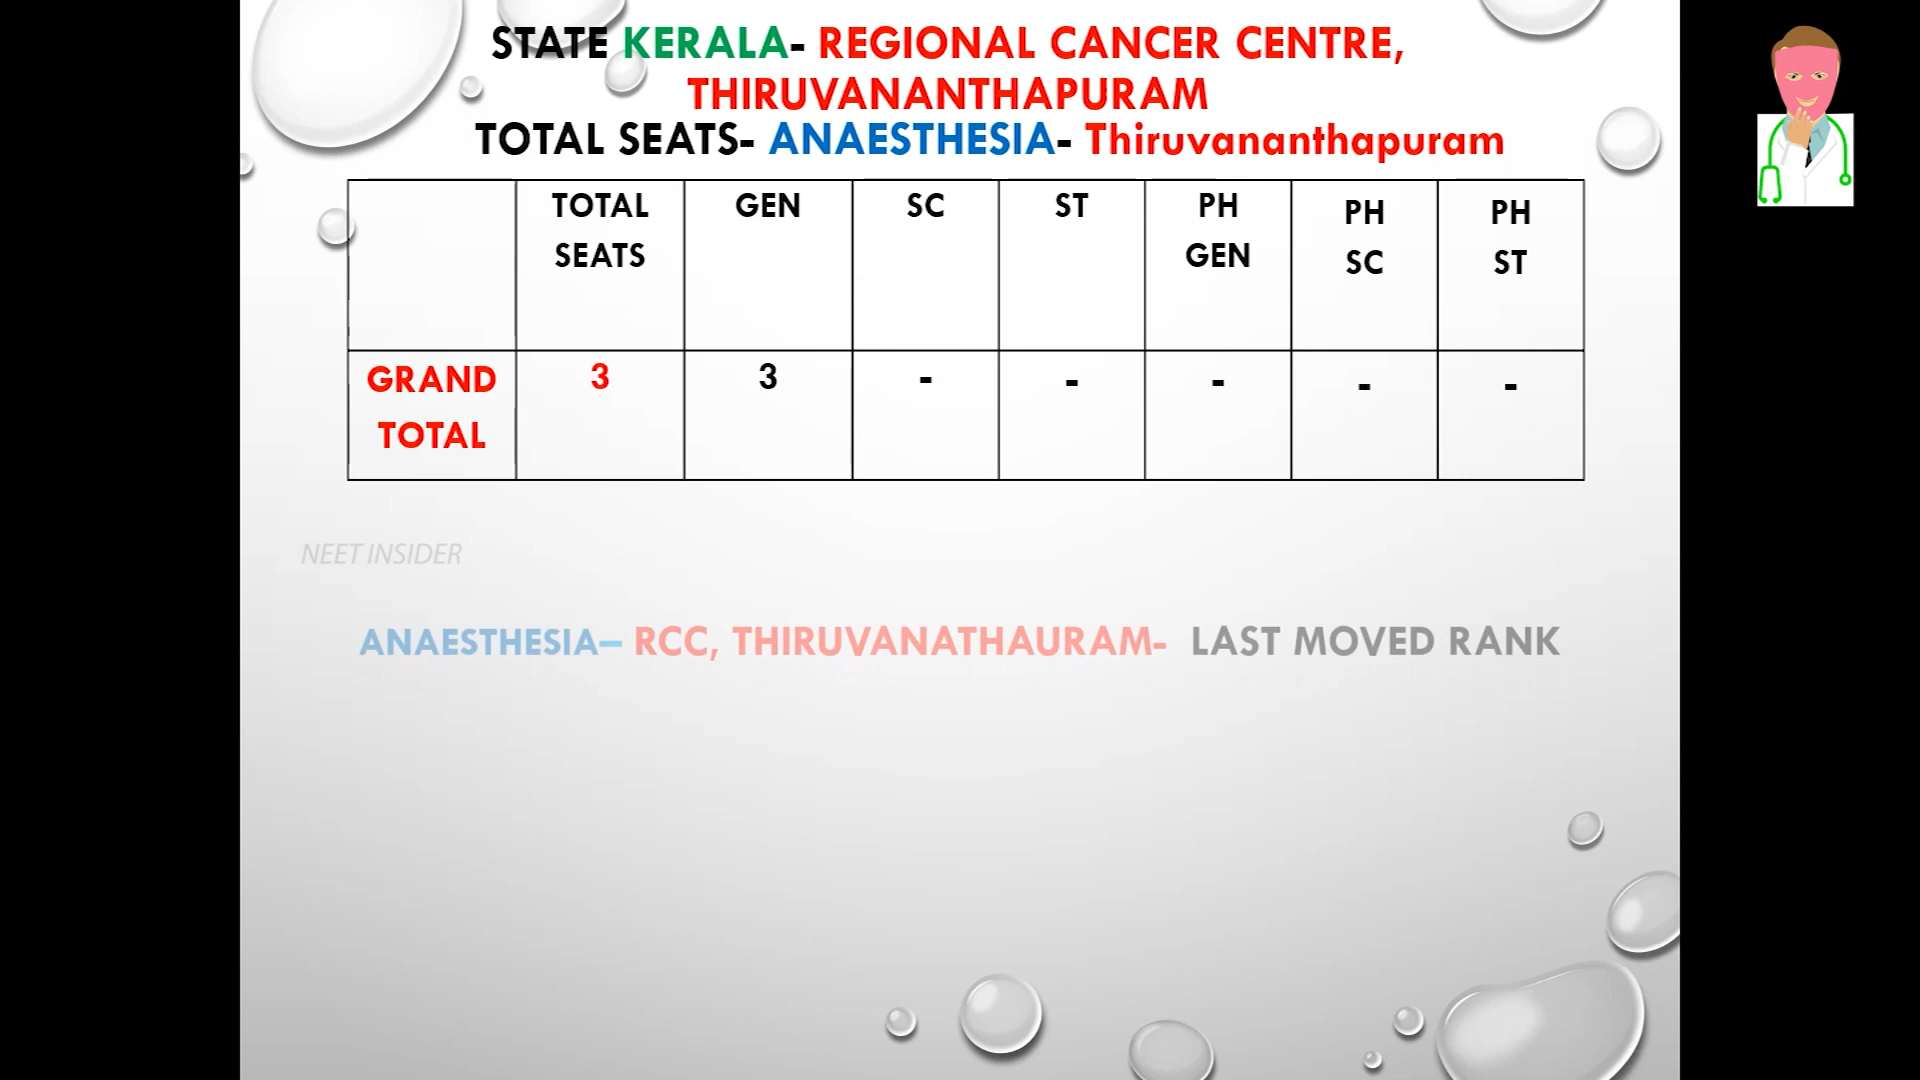 STATE KERALA- REGIONAL CANCER CENTRE,
THIRUVANANTHAPURAM
TOTAL SEATS- ANAESTHESIA- Thiruvananthapuram
TOTAL SEATS GEN SC ST PH GEN PH SC PH ST
GRAND TOTAL 3 3 - - - - -
NEET INSIDER
ANAESTHESIA– RCC, THIRUVANATHAURAM- LAST MOVED RANK